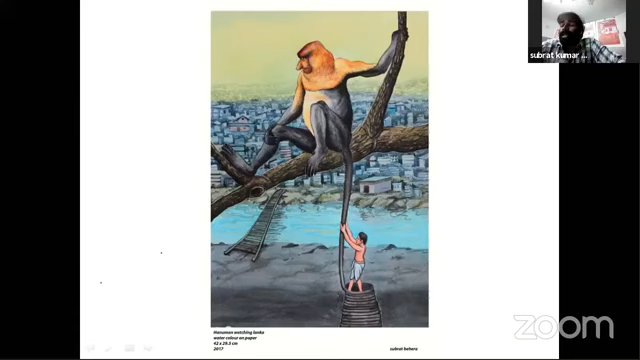 subrat kumar ...
Hanuman watching lanka
water colour on paper
42 x 29.5 cm
2017
subrat behera
zoom